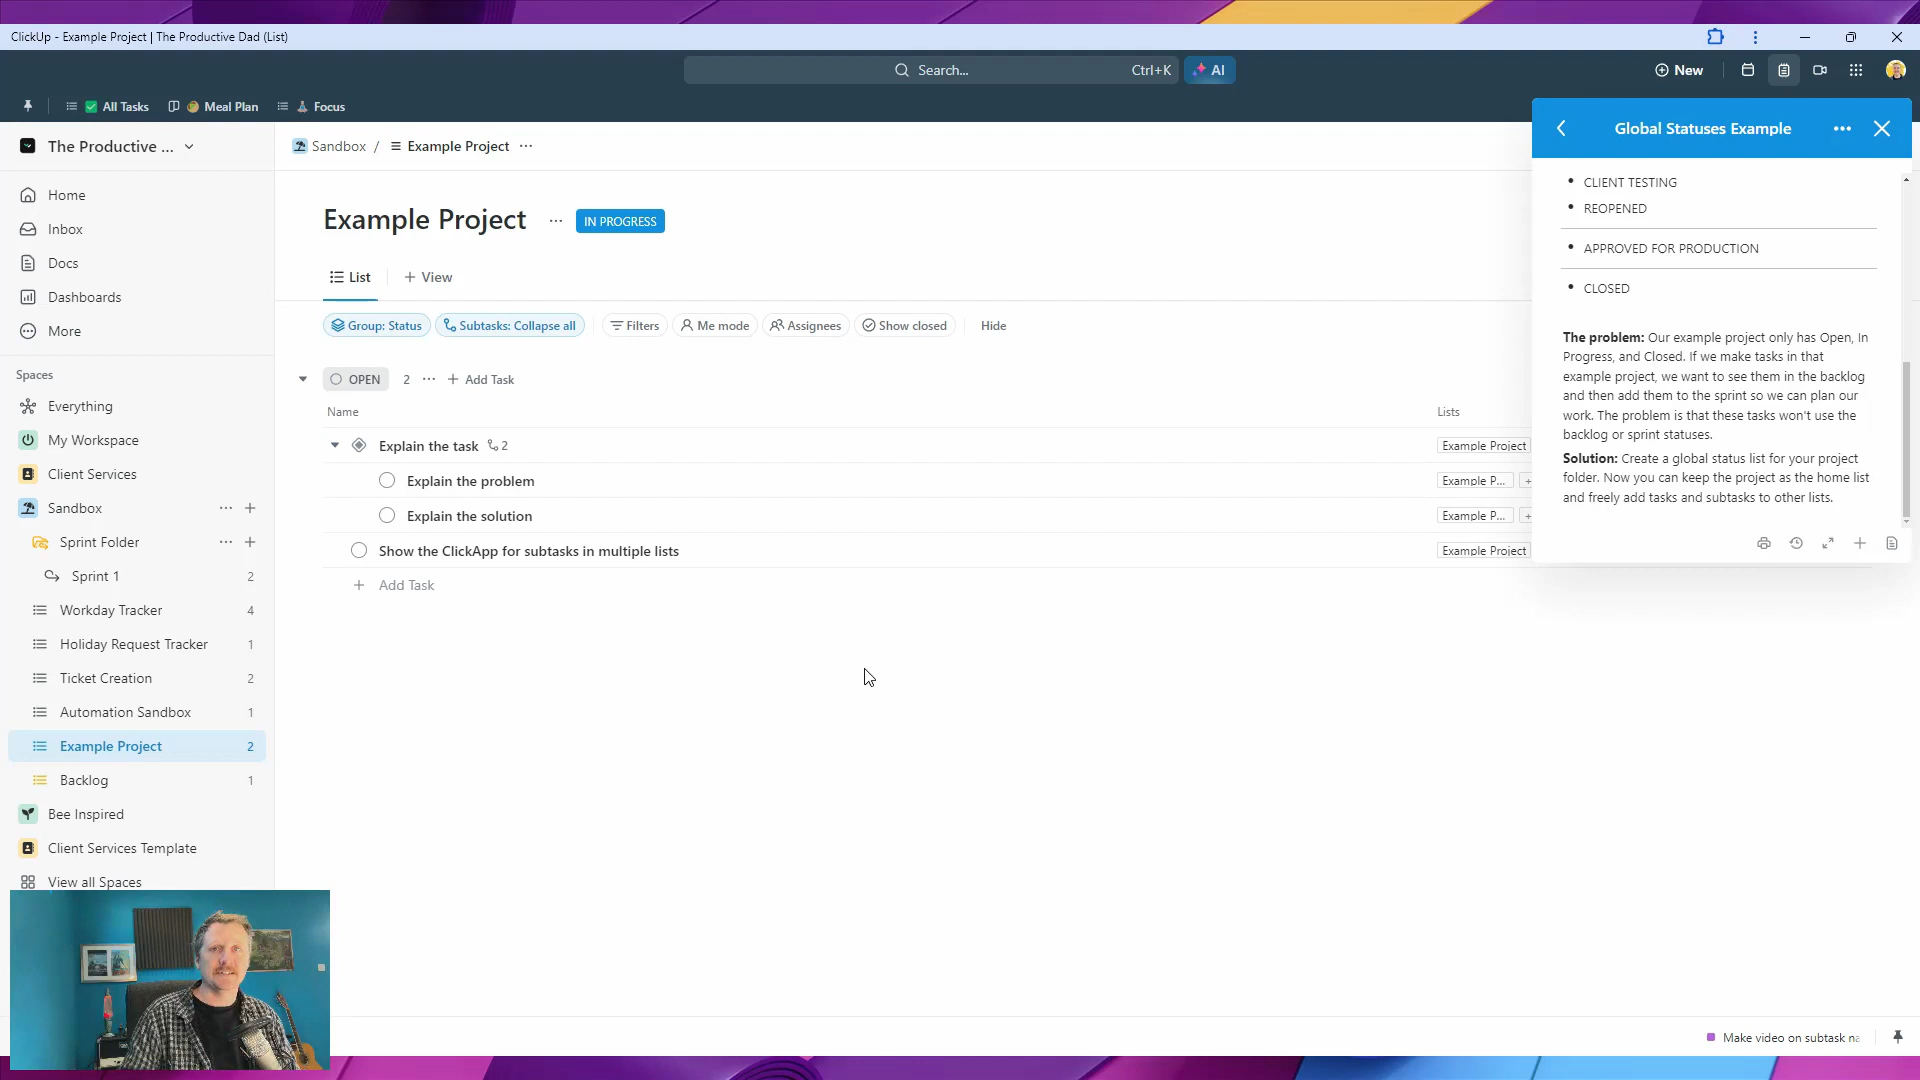 ClickUp - Example Project | The Productive Dad (List)
Search...
Ctrl+K
AI
New
All Tasks
Meal Plan
Focus
The Productive ...
Sandbox / Example Project ...
Home
Inbox
Docs
Dashboards
More
Spaces
Everything
My Workspace
Client Services
Sandbox
Sprint Folder
Sprint 1 2
Workday Tracker 4
Holiday Request Tracker 1
Ticket Creation 2
Automation Sandbox 1
Example Project 2
Backlog 1
Bee Inspired
Client Services Template
View all Spaces
Example Project ... IN PROGRESS
List
+ View
Group: Status
Subtasks: Collapse all
Filters
Me mode
Assignees
Show closed
Hide
OPEN 2 ... + Add Task
Name
Lists
Explain the task 2
Example Project
Explain the problem
Example P... +
Explain the solution
Example P... +
Show the ClickApp for subtasks in multiple lists
Example Project
+ Add Task
Global Statuses Example
• CLIENT TESTING
• REOPENED
• APPROVED FOR PRODUCTION
• CLOSED
The problem: Our example project only has Open, In
Progress, and Closed. If we make tasks in that
example project, we want to see them in the backlog
and then add them to the sprint so we can plan our
work. The problem is that these tasks won't use the
backlog or sprint statuses.
Solution: Create a global status list for your project
folder. Now you can keep the project as the home list
and freely add tasks and subtasks to other lists.
Make video on subtask na